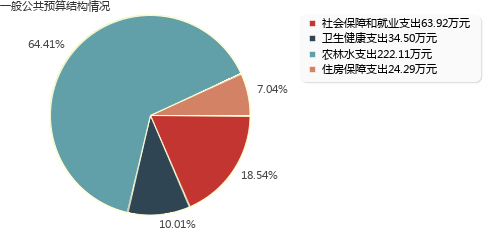 一般公共预算结构情况
64.41%
7.04%
18.54%
10.01%
社会保障和就业支出63.92万元
卫生健康支出34.50万元
农林水支出222.11万元
住房保障支出24.29万元